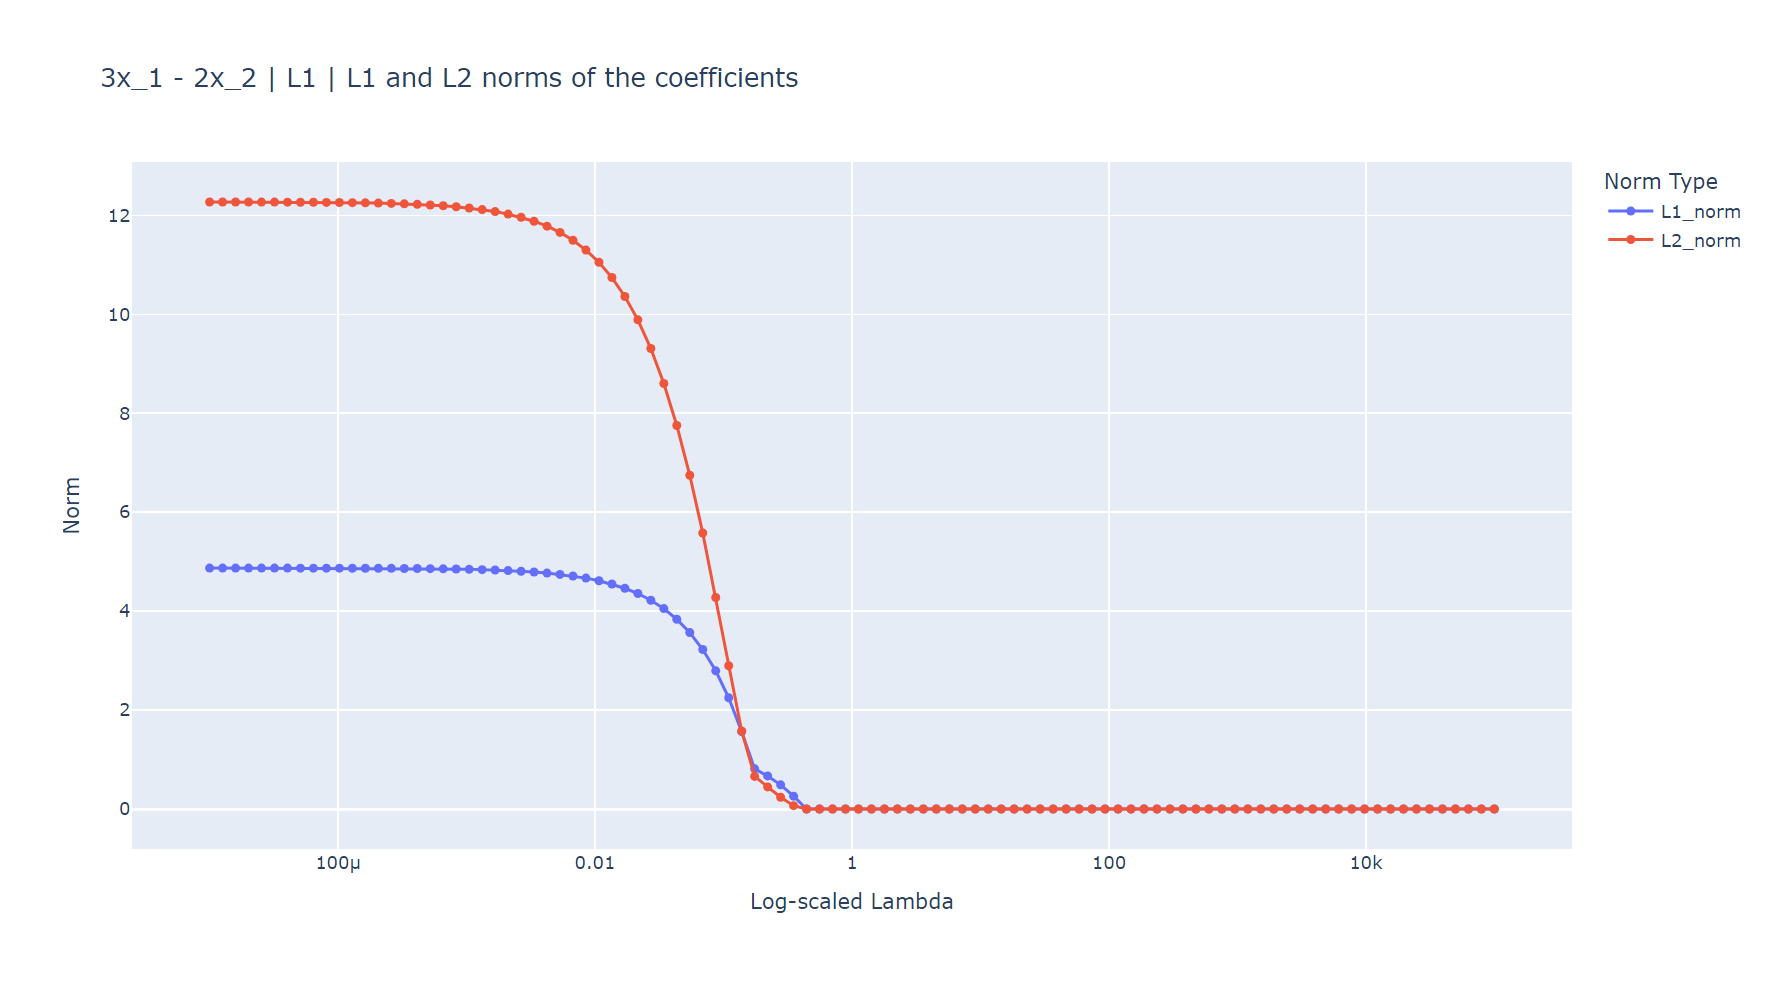 3x_1 - 2x_2 | L1 | L1 and L2 norms of the coefficients
Norm Type
L1_norm
L2_norm
12
10
8
6
4
2
0
Norm
100μ
0.01
1
100
10k
Log-scaled Lambda